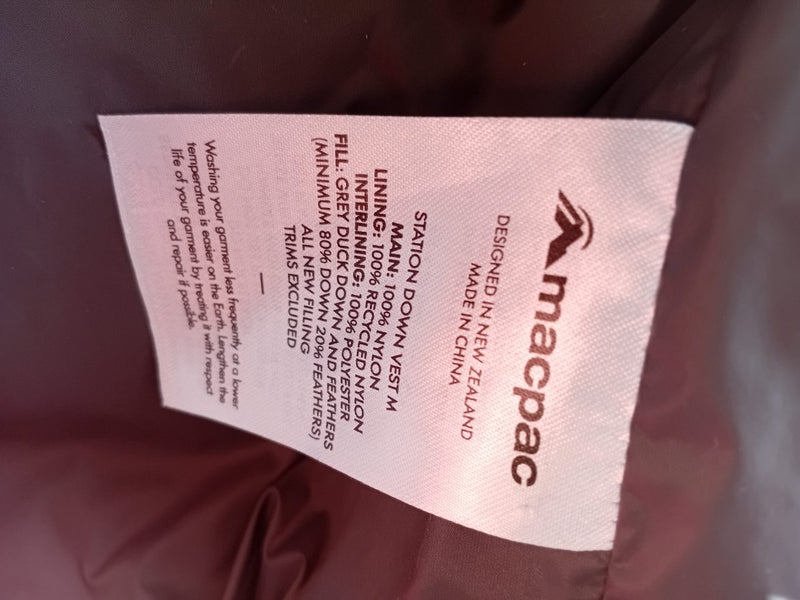 macpac
DESIGNED IN NEW ZEALAND
MADE IN CHINA
STATION DOWN VEST M
MAIN: 100% NYLON
LINING: 100% RECYCLED NYLON
INTERLINING: 100% POLYESTER
FILL: GREY DUCK DOWN AND FEATHERS
(MINIMUM 80% DOWN 20% FEATHERS)
ALL NEW FILLING
TRIMS EXCLUDED
—
Washing your garment less frequently at a lower
temperature is easier on the Earth. Lengthen the
life of your garment by treating it with respect
and repair if possible.